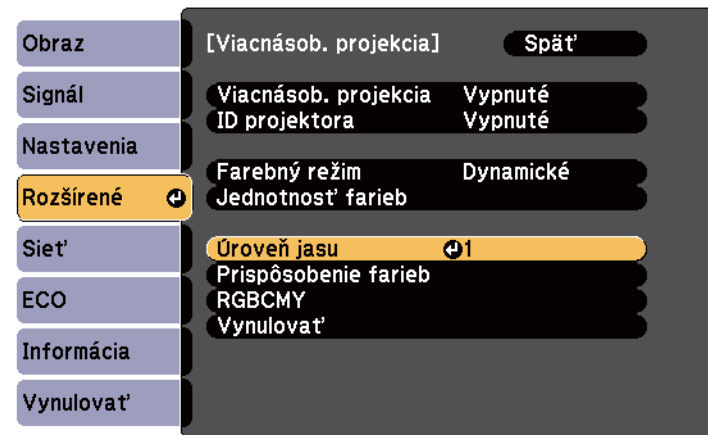 Obraz
Signál
Nastavenia
Rozšírené
Sieť
ECO
Informácia
Vynulovať
[Viacnásob. projekcia] Späť
Viacnásob. projekcia Vypnuté
ID projektora Vypnuté
Farebný režim Dynamické
Jednotnosť farieb
Úroveň jasu 1
Prispôsobenie farieb
RGBCMY
Vynulovať